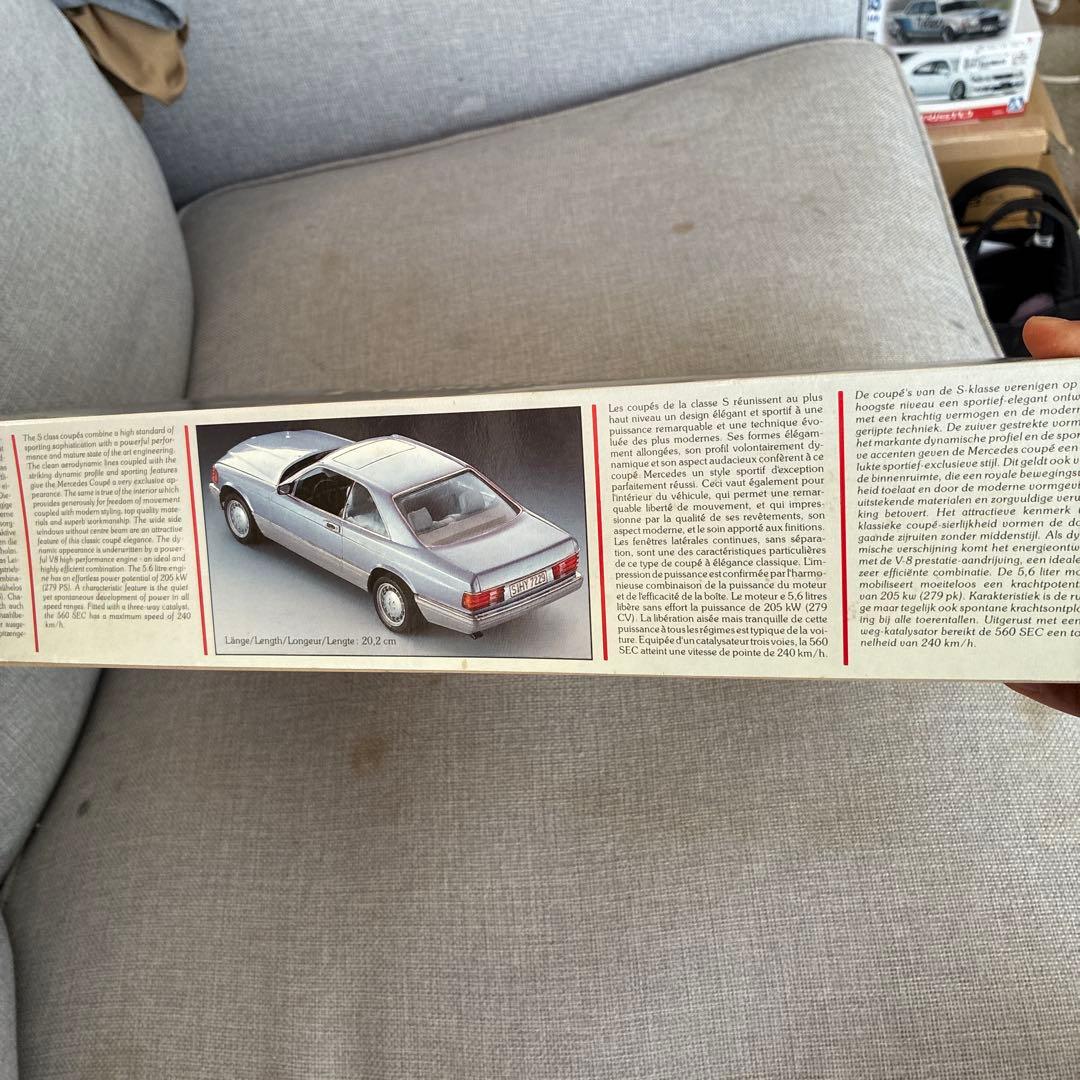 The S class coupés combine a high standard of
sporting sophistication with a powerful perfor-
mance and mature state of the art engineering.
The clean aerodynamic lines coupled with the
striking dynamic profile and sporting features
give the Mercedes Coupé a very exclusive ap-
pearance. The same is true of the interior which
provides generously for freedom of movement
coupled with modern styling, top quality mate-
rials and superb workmanship. The wide side
windows without centre beam are an attractive
feature of this classic coupé elegance. The dy-
namic appearance is underwritten by a power-
ful V8 high-performance engine - an ideal and
highly efficient combination. The 5.6 litre engi-
ne has an effortless power potential of 205 kW
(279 PS). A characteristic feature is the quiet
yet spontaneous development of power in all
speed ranges. Fitted with a three-way catalyst,
the 560 SEC has a maximum speed of 240
km/h.
Länge/Length/Longeur/Lengte: 20,2 cm
Les coupés de la classe S réunissent au plus
haut niveau un design élégant et sportif à une
puissance remarquable et une technique évo-
luée des plus modernes. Ses formes élégam-
ment allongées, son profil volontairement dy-
namique et son aspect audacieux confèrent à ce
coupé Mercedes un style sportif d'exception
parfaitement réussi. Ceci vaut également pour
l'intérieur du véhicule, qui permet une remar-
quable liberté de mouvement, et qui impres-
sionne par la qualité de ses revêtements, son
aspect moderne, et le soin apporté aux finitions.
Les fenêtres latérales continues, sans sépara-
tion, sont une des caractéristiques particulières
de ce type de coupé à élégance classique. L'im-
pression de puissance est confirmée par l'harmo-
nieuse combinaison de la puissance du moteur
et de l'efficacité de la boîte. Le moteur e 5,6 litres
libère sans effort la puissance de 205 kW (279
CV). La libération aisée mais tranquille de cette
puissance à tous les régimes est typique de la voi-
ture. Equipée d'un catalysateur trois voies, la 560
SEC atteint une vitesse de pointe de 240 km/h.
De coupé's van de S-klasse verenigen op
hoogste niveau een sportief-elegant
met een krachtig vermogen en de modern
gerijpte techniek. De zuiver gestrekte
het markante dynamische profiel en de
ve accenten geven de Mercedes coupé een
lukte sportief-exclusieve stijl. Dit geldt ook
de binnenruimte, die een royale
heid toelaat en door de moderne
uitstekende materialen en zorgvuldige
king betovert. Het attractieve kenmerk
klassieke coupé-sierlijkheid vormen de
gaande zijruiten zonder middenstijl. Als
mische verschijning komt het
met de V-8 prestatie-aandrijving, een
zeer efficiënte combinatie. De 5,6 liter
mobiliseert moeiteloos een
van 205 kw (279 pk). Karakteristiek is de
ge maar tegelijk ook spontane
ing bij alle toerentallen. Uitgerust met een
weg-katalysator bereikt de 560 SEC een
nelheid van 240 km/h.